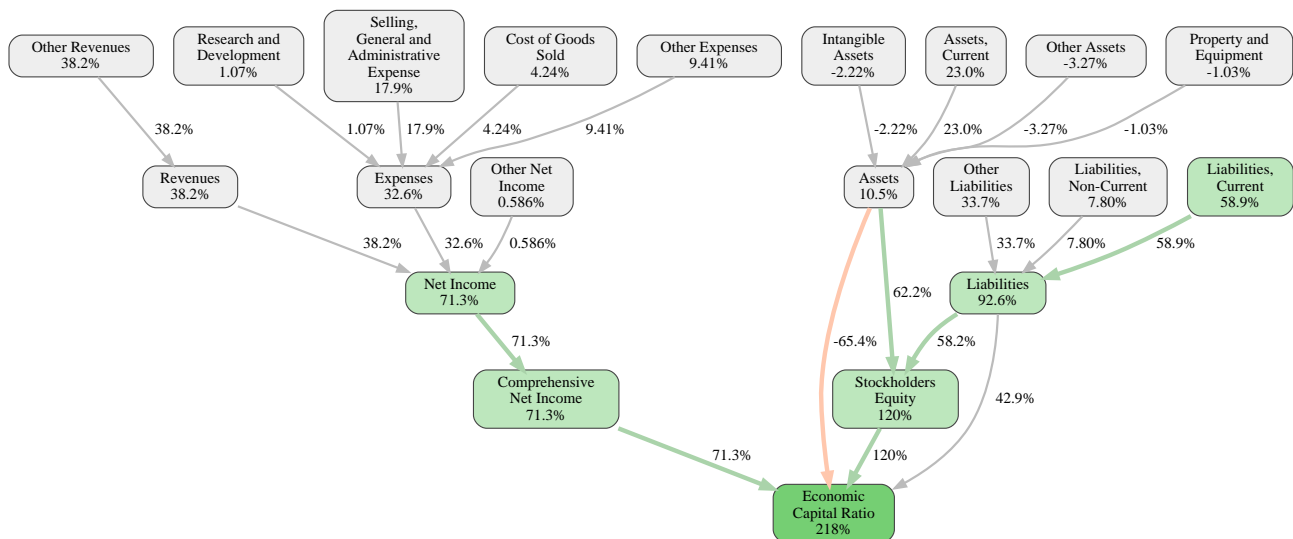 Other Revenues
38.2%
Research and
Development
1.07%
Selling,
General and
Administrative
Expense
17.9%
Cost of Goods
Sold
4.24%
Other Expenses
9.41%
Intangible
Assets
-2.22%
Assets,
Current
23.0%
Other Assets
-3.27%
Property and
Equipment
-1.03%
38.2%
1.07%
17.9%
4.24%
9.41%
-2.22%
23.0%
-3.27%
-1.03%
Revenues
38.2%
Expenses
32.6%
Other Net
Income
0.586%
Assets
10.5%
Other
Liabilities
33.7%
Liabilities,
Non-Current
7.80%
Liabilities,
Current
58.9%
38.2%
32.6%
0.586%
33.7%
7.80%
58.9%
Net Income
71.3%
62.2%
Liabilities
92.6%
71.3%
-65.4%
58.2%
Comprehensive
Net Income
71.3%
Stockholders
Equity
120%
42.9%
71.3%
120%
Economic
Capital Ratio
218%